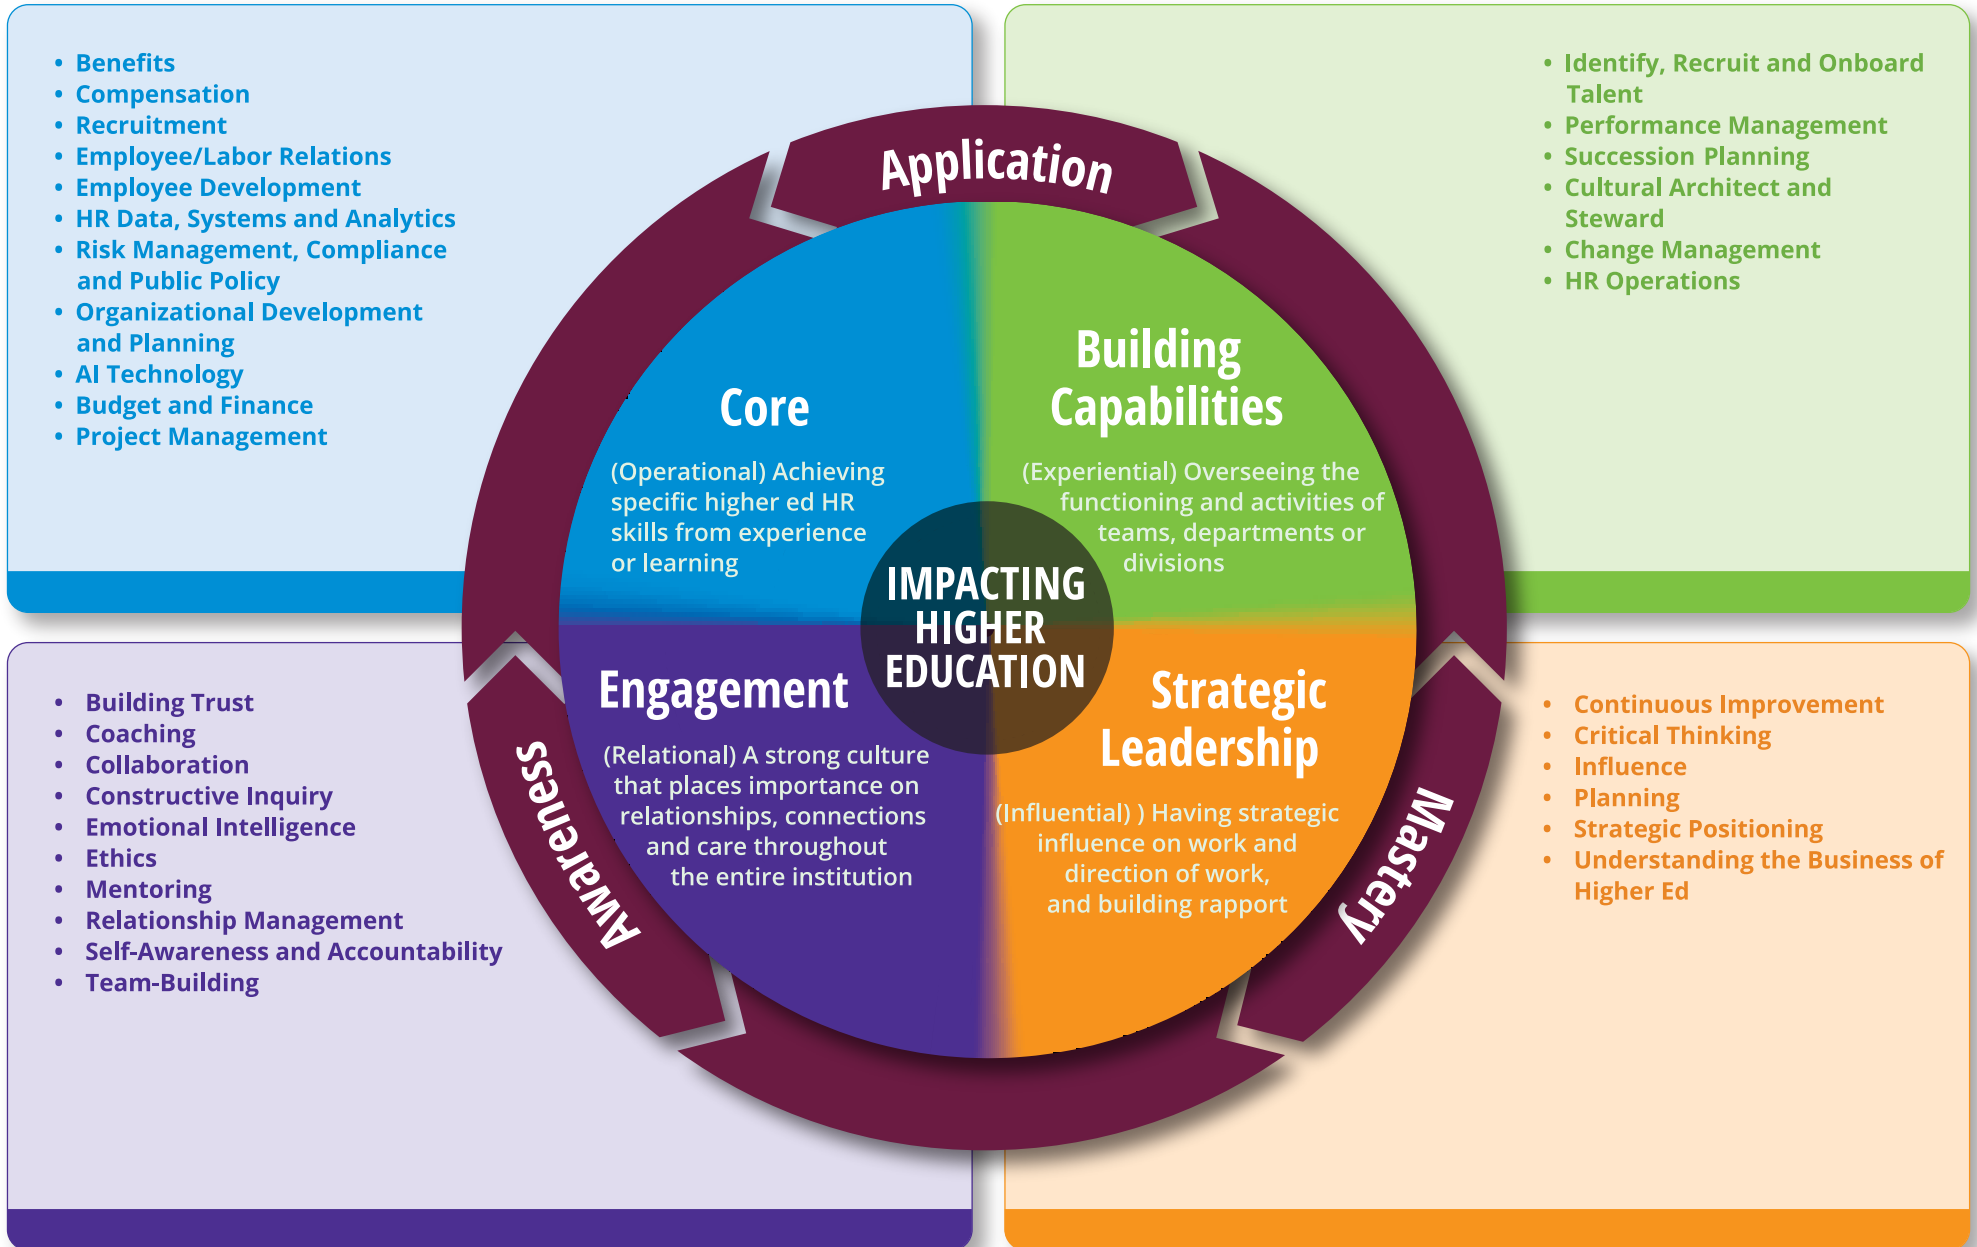 • Benefits
• Compensation
• Recruitment
• Employee/Labor Relations
• Employee Development
• HR Data, Systems and Analytics
• Risk Management, Compliance
and Public Policy
• Organizational Development
and Planning
• AI Technology
• Budget and Finance
• Project Management
• Identify, Recruit and Onboard
Talent
• Performance Management
• Succession Planning
• Cultural Architect and
Steward
• Change Management
• HR Operations
Application
Core
(Operational) Achieving
specific higher ed HR
skills from experience
or learning
Building
Capabilities
(Experiential) Overseeing the
functioning and activities of
teams, departments or
divisions
IMPACTING
HIGHER
EDUCATION
Engagement
(Relational) A strong culture
that places importance on
relationships, connections
and care throughout
the entire institution
Strategic
Leadership
(Influential) ) Having strategic
influence on work and
direction of work,
and building rapport
Awareness
Mastery
• Building Trust
• Coaching
• Collaboration
• Constructive Inquiry
• Emotional Intelligence
• Ethics
• Mentoring
• Relationship Management
• Self-Awareness and Accountability
• Team-Building
• Continuous Improvement
• Critical Thinking
• Influence
• Planning
• Strategic Positioning
• Understanding the Business of
Higher Ed